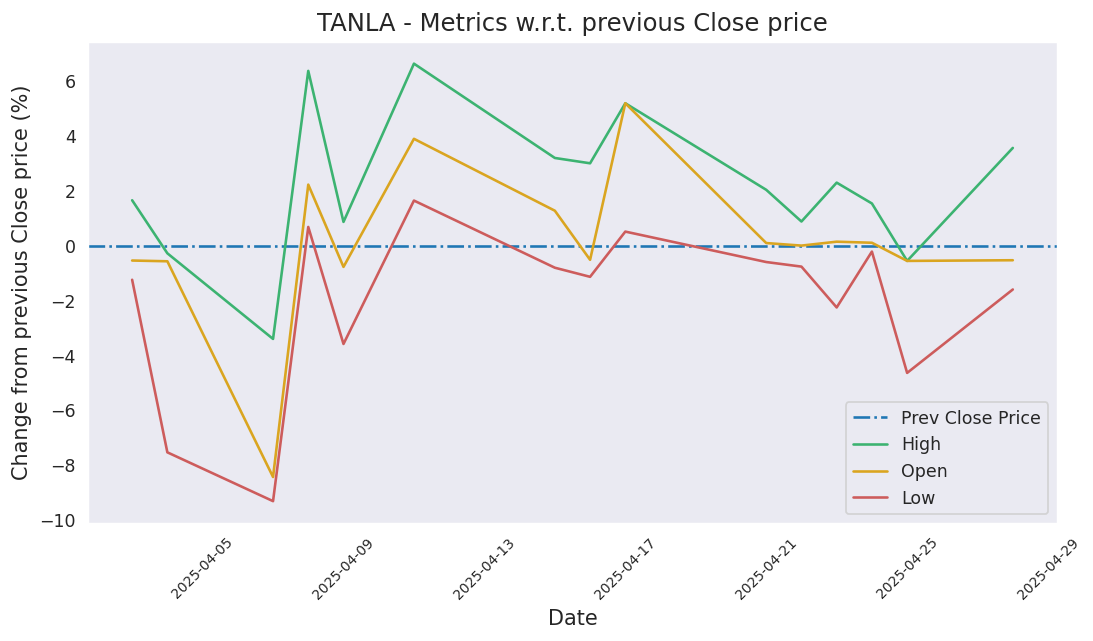 TANLA - Metrics w.r.t. previous Close price
Change from previous Close price (%)
6
4
2
0
−2
−4
−6
−8
−10
Prev Close Price
High
Open
Low
2025-04-05
2025-04-09
2025-04-13
2025-04-17
2025-04-21
2025-04-25
2025-04-29
Date